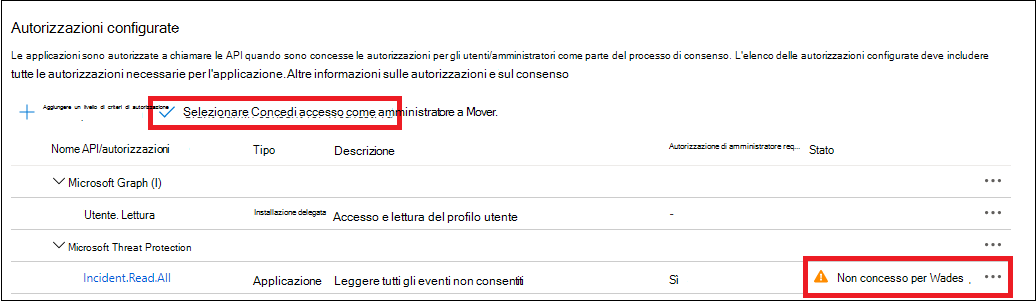 Autorizzazioni configurate
Le applicazioni sono autorizzate a chiamare le API quando sono concesse le autorizzazioni per gli utenti/amministratori come parte del processo di consenso. L'elenco delle autorizzazioni configurate deve includere
tutte le autorizzazioni necessarie per l'applicazione. Altre informazioni sulle autorizzazioni e sul consenso
Aggiungere un livello di criteri di autorizzazione Selezionare Concedi accesso come amministratore a Mover.
Nome API/autorizzazioni Tipo Descrizione Autorizzazione di amministratore req... Stato
Microsoft Graph (I)
Utente. Lettura Installazione delegata Accesso e lettura del profilo utente -
Microsoft Threat Protection
Incident.Read.All Applicazione Leggere tutti gli eventi non consentiti Sì Non concesso per Wades .